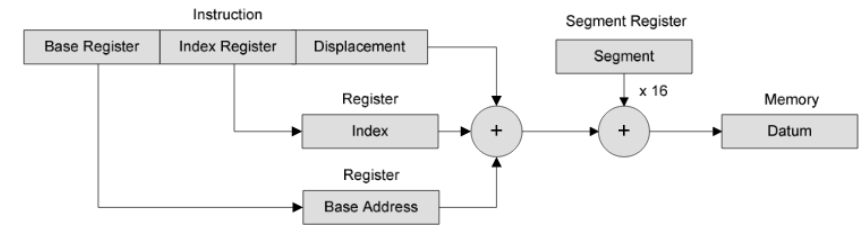 Instruction
Segment Register
Base Register
Index Register
Displacement
Segment
x 16
Register
Memory
Index
+
+
Datum
Register
Base Address